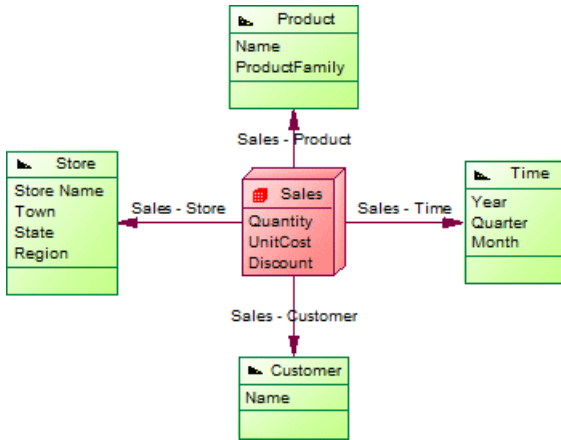 Product
Name
ProductFamily
Sales - Product
Store
Store Name
Town
State
Region
Sales - Store
Sales
Quantity
UnitCost
Discount
Sales - Time
Time
Year
Quarter
Month
Sales - Customer
Customer
Name